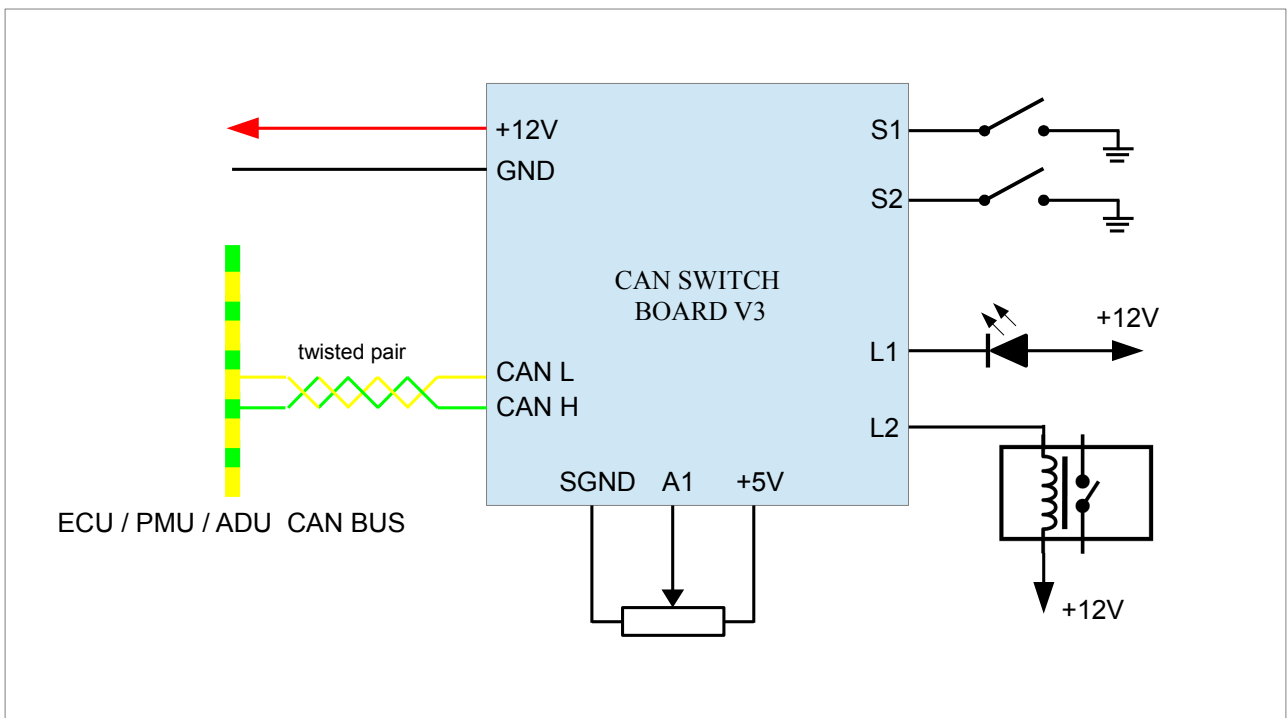 +12V
GND
S1
S2
CAN SWITCH
BOARD V3
+12V
L1
twisted pair
CAN L
CAN H
L2
SGND A1 +5V
ECU / PMU / ADU CAN BUS
+12V